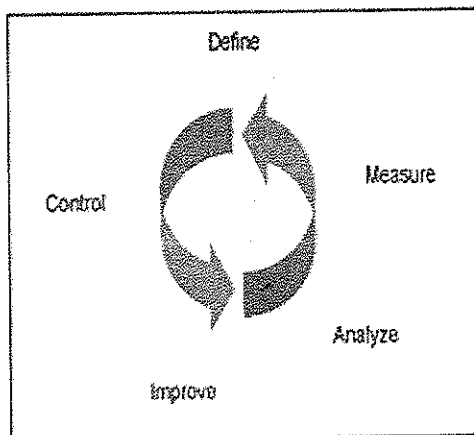 Define
Measure
Control
Analyze
Improve